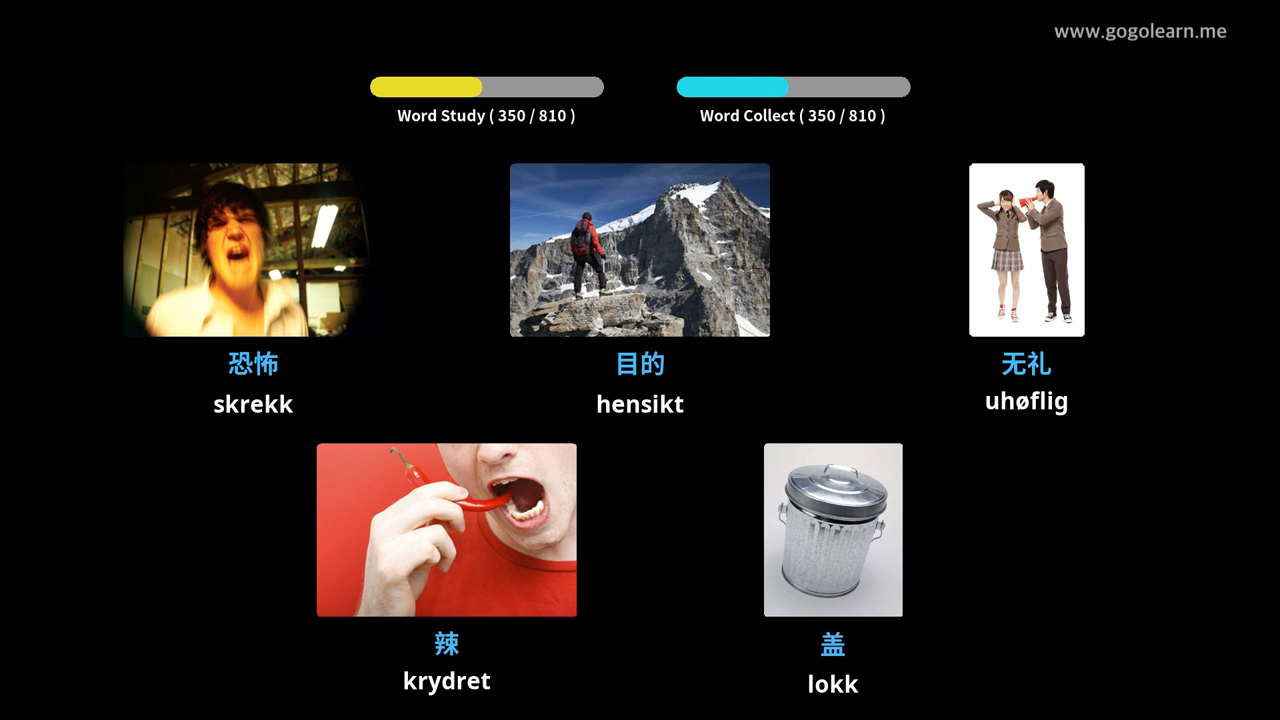 www.gogolearn.me
Word Study ( 350 / 810 )
Word Collect ( 350 / 810 )
恐怖
skrekk
目的
hensikt
无礼
uhøflig
辣
krydret
盖
lokk